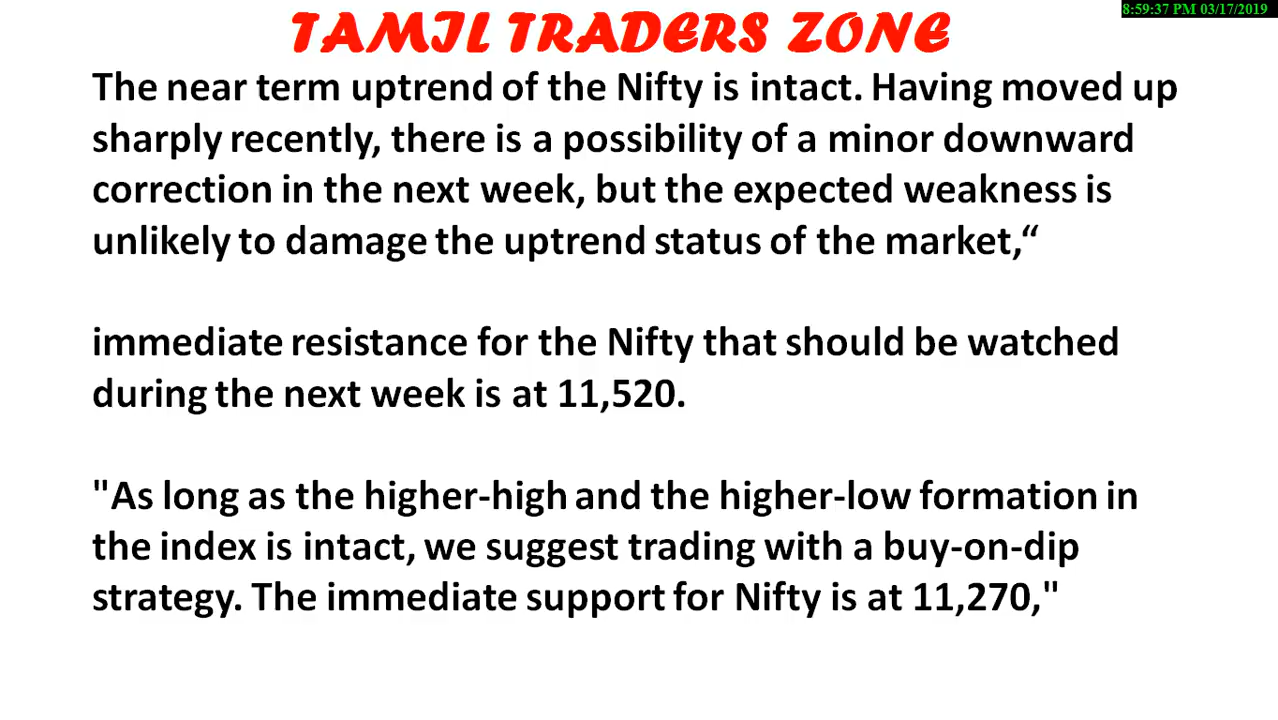 8:59:37 PM 03/17/2019
TAMIL TRADERS ZONE
The near term uptrend of the Nifty is intact. Having moved up
sharply recently, there is a possibility of a minor downward
correction in the next week, but the expected weakness is
unlikely to damage the uptrend status of the market,“
immediate resistance for the Nifty that should be watched
during the next week is at 11,520.
"As long as the higher-high and the higher-low formation in
the index is intact, we suggest trading with a buy-on-dip
strategy. The immediate support for Nifty is at 11,270,"